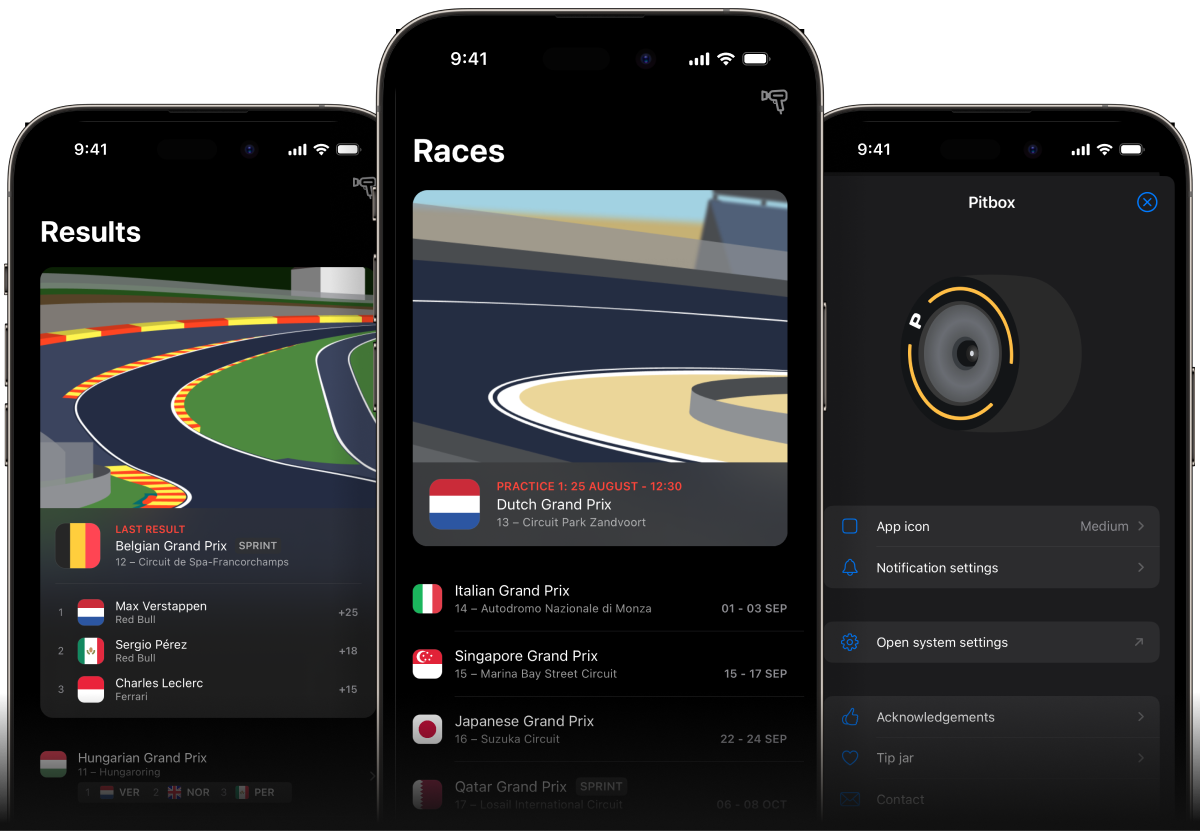 9:41
Results
LAST RESULT
Belgian Grand Prix SPRINT
12 – Circuit de Spa-Francorchamps
1 Max Verstappen +25
Red Bull
2 Sergio Pérez +18
Red Bull
3 Charles Leclerc +15
Ferrari
Hungarian Grand Prix
11 – Hungaroring
1 VER 2 NOR 3 PER
9:41
Races
PRACTICE 1: 25 AUGUST - 12:30
Dutch Grand Prix
13 – Circuit Park Zandvoort
Italian Grand Prix
14 – Autodromo Nazionale di Monza 01 - 03 SEP
Singapore Grand Prix
15 – Marina Bay Street Circuit 15 - 17 SEP
Japanese Grand Prix
16 – Suzuka Circuit 22 - 24 SEP
Qatar Grand Prix SPRINT
17 – Losail International Circuit 06 - 08 OCT
9:41
Pitbox
P
App icon Medium
Notification settings
Open system settings
Acknowledgements
Tip jar
Contact